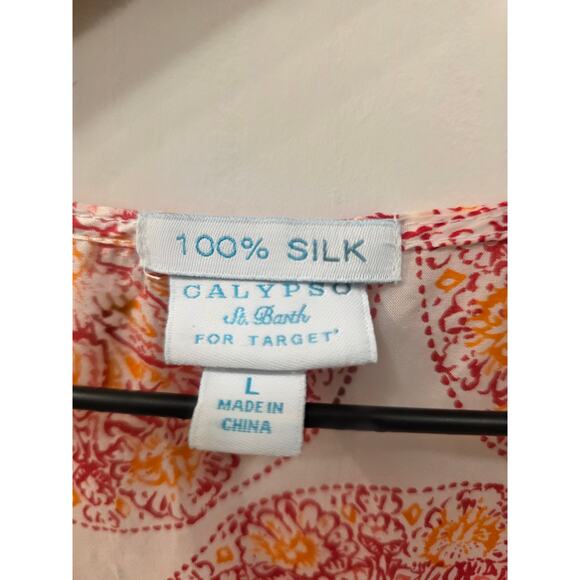 100% SILK
CALYPSO
St. Barth
FOR TARGET*
L
MADE IN
CHINA